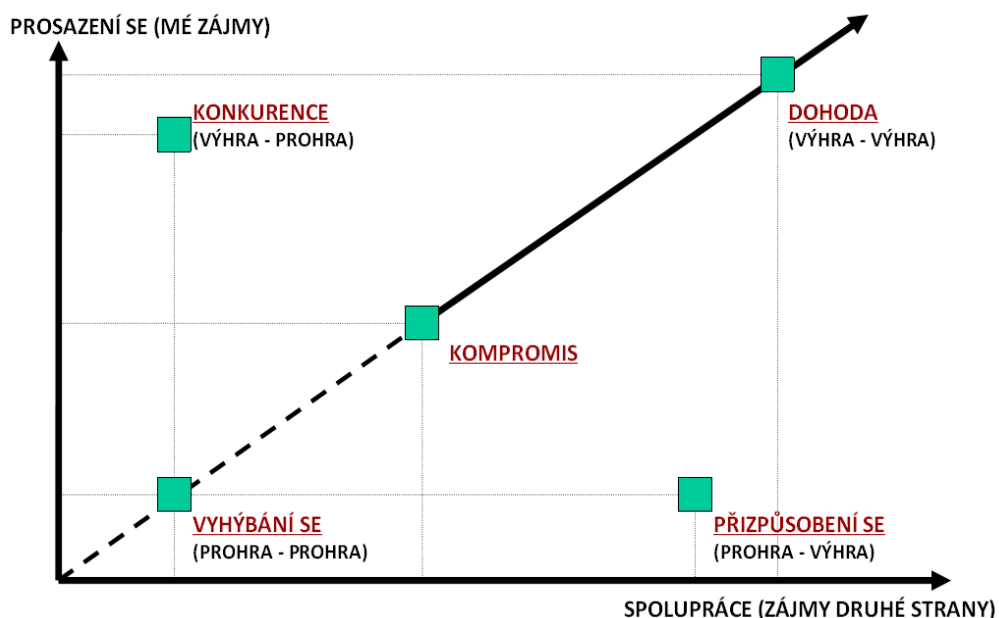 PROSAZENÍ SE (MÉ ZÁJMY)
KONKURENCE
(VÝHRA - PROHRA)
DOHODA
(VÝHRA - VÝHRA)
KOMPROMIS
VYHÝBÁNÍ SE
(PROHRA - PROHRA)
PŘIZPŮSOBENÍ SE
(PROHRA - VÝHRA)
SPOLUPRÁCE (ZÁJMY DRUHÉ STRANY)